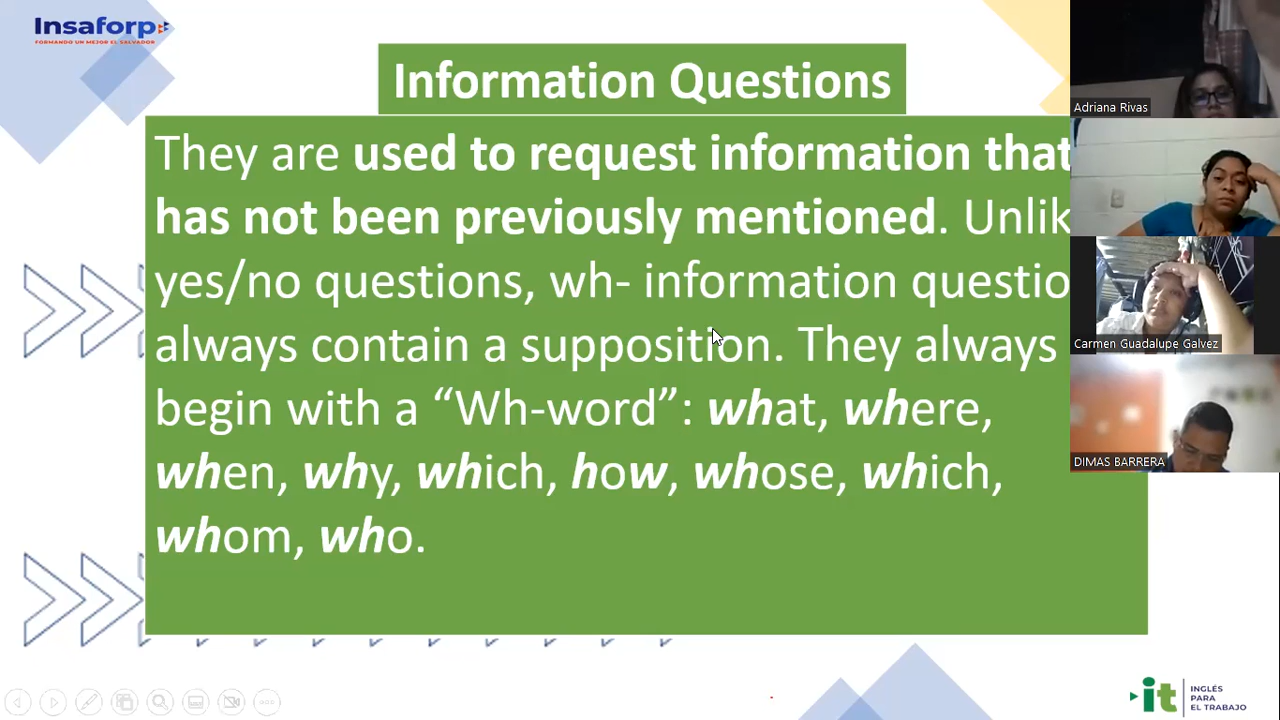 Insaforp
FORMANDO UN MEJOR EL SALVADOR
Information Questions
They are used to request information that
has not been previously mentioned. Unlik
yes/no questions, wh- information questio
always contain a supposition. They always
begin with a “Wh-word”: what, where,
when, why, which, how, whose, which,
whom, who.
Adriana Rivas
Carmen Guadalupe Galvez
DIMAS BARRERA
it
INGLÉS
PARA
EL TRABAJO